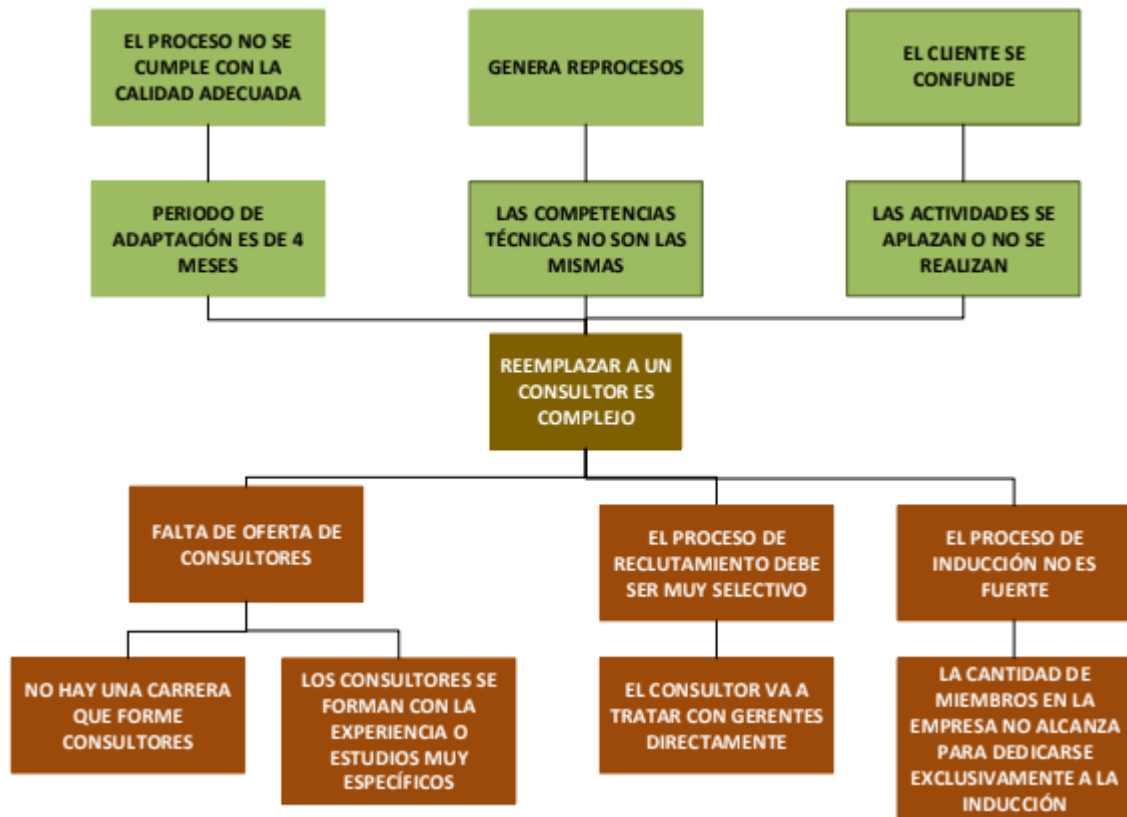 EL PROCESO NO SE
CUMPLE CON LA
CALIDAD ADECUADA
GENERA REPROCESOS
EL CLIENTE SE
CONFUNDE
PERIODO DE
ADAPTACIÓN ES DE 4
MESES
LAS COMPETENCIAS
TÉCNICAS NO SON LAS
MISMAS
LAS ACTIVIDADES SE
APLAZAN O NO SE
REALIZAN
REEMPLAZAR A UN
CONSULTOR ES
COMPLEJO
FALTA DE OFERTA DE
CONSULTORES
EL PROCESO DE
RECLUTAMIENTO DEBE
SER MUY SELECTIVO
EL PROCESO DE
INDUCCIÓN NO ES
FUERTE
NO HAY UNA CARRERA
QUE FORME
CONSULTORES
LOS CONSULTORES SE
FORMAN CON LA
EXPERIENCIA O
ESTUDIOS MUY
ESPECÍFICOS
EL CONSULTOR VA A
TRATAR CON GERENTES
DIRECTAMENTE
LA CANTIDAD DE
MIEMBROS EN LA
EMPRESA NO ALCANZA
PARA DEDICARSE
EXCLUSIVAMENTE A LA
INDUCCIÓN